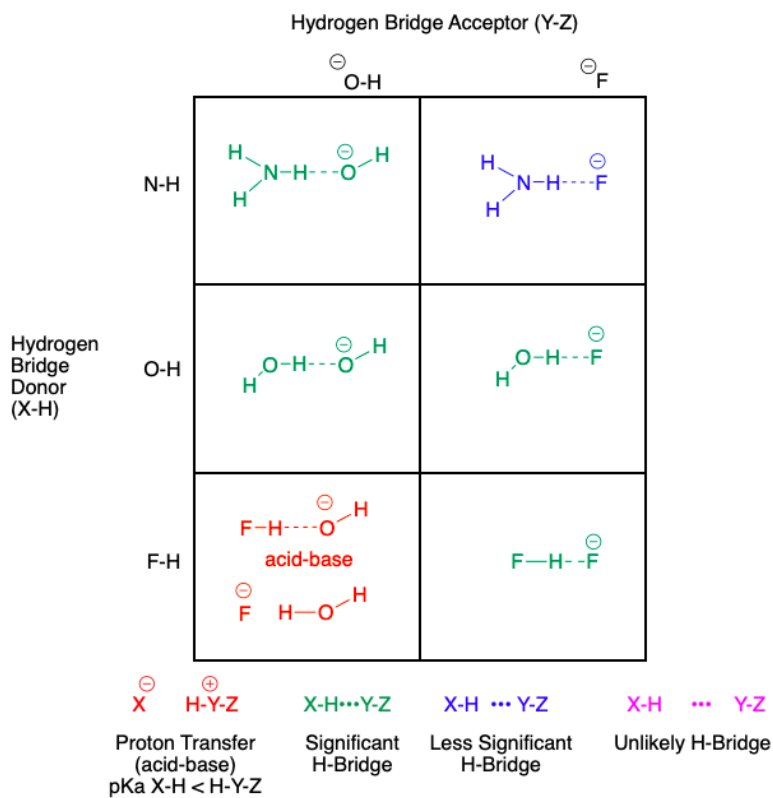 Hydrogen Bridge Acceptor (Y-Z)
⊖
O-H
⊖
F
N-H
H
H
N-H----O
⊖
H
H
H
N-H----F
⊖
Hydrogen
Bridge
Donor
(X-H)
O-H
H
O-H----O
⊖
H
H
O-H---F
⊖
F-H
F-H----O
⊖
H
acid-base
⊖
F
H-O
H
F-H--F
⊖
⊖
X
⊕
H-Y-Z
X-H•••Y-Z
X-H ••• Y-Z
X-H ••• Y-Z
Proton Transfer
(acid-base)
pKa X-H < H-Y-Z
Significant
H-Bridge
Less Significant
H-Bridge
Unlikely H-Bridge